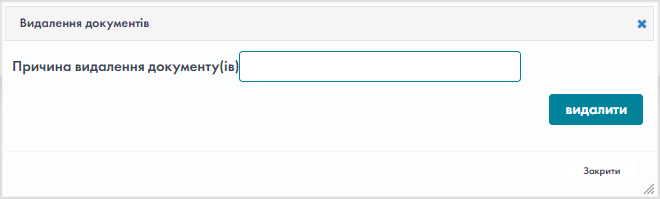 Видалення документів
Причина видалення документу(ів)
видалити
Закрити